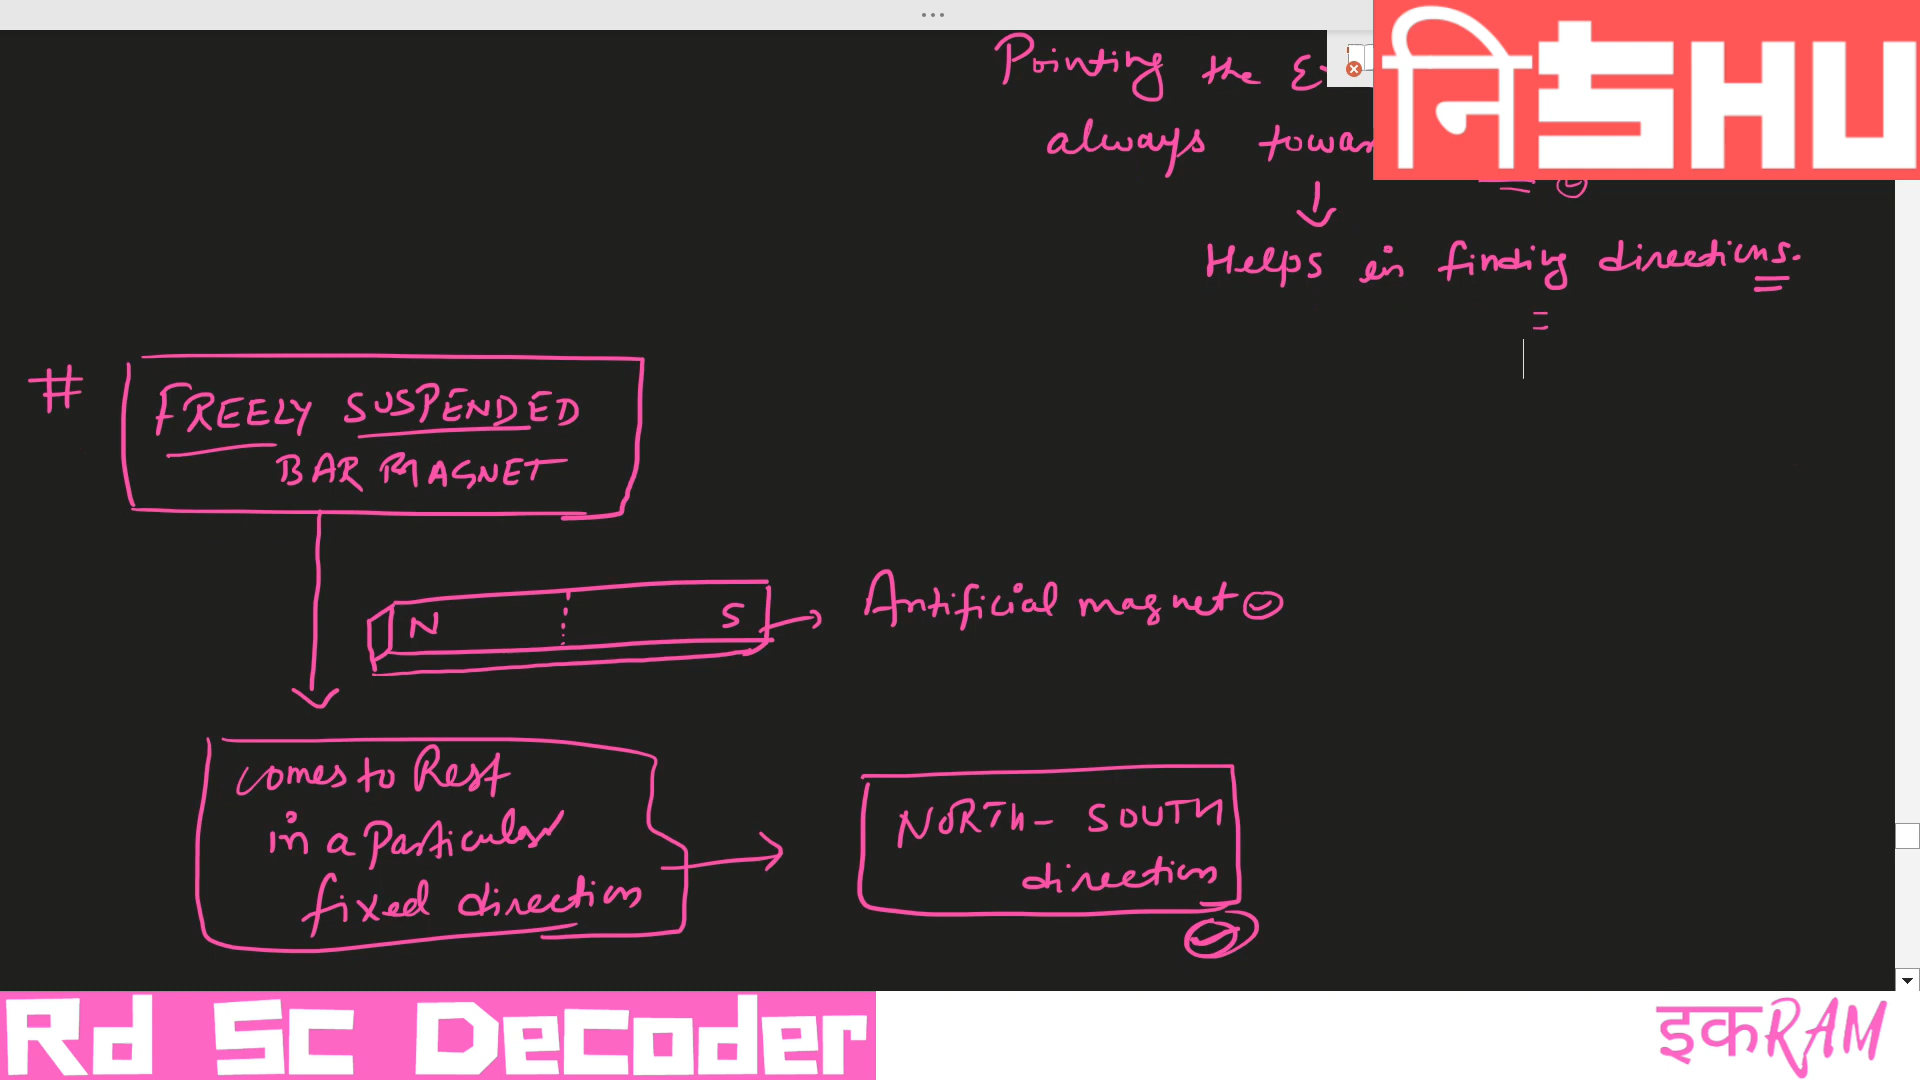 Pointing the
always
Helps in finding directions.
# FREELY SUSPENDED
BAR MAGNET
N S
Artificial magnet
comes to Rest
in a Particular
fixed direction
NORTH - SOUTH
direction
निSHU
Rd Sc Decoder
इकRAM